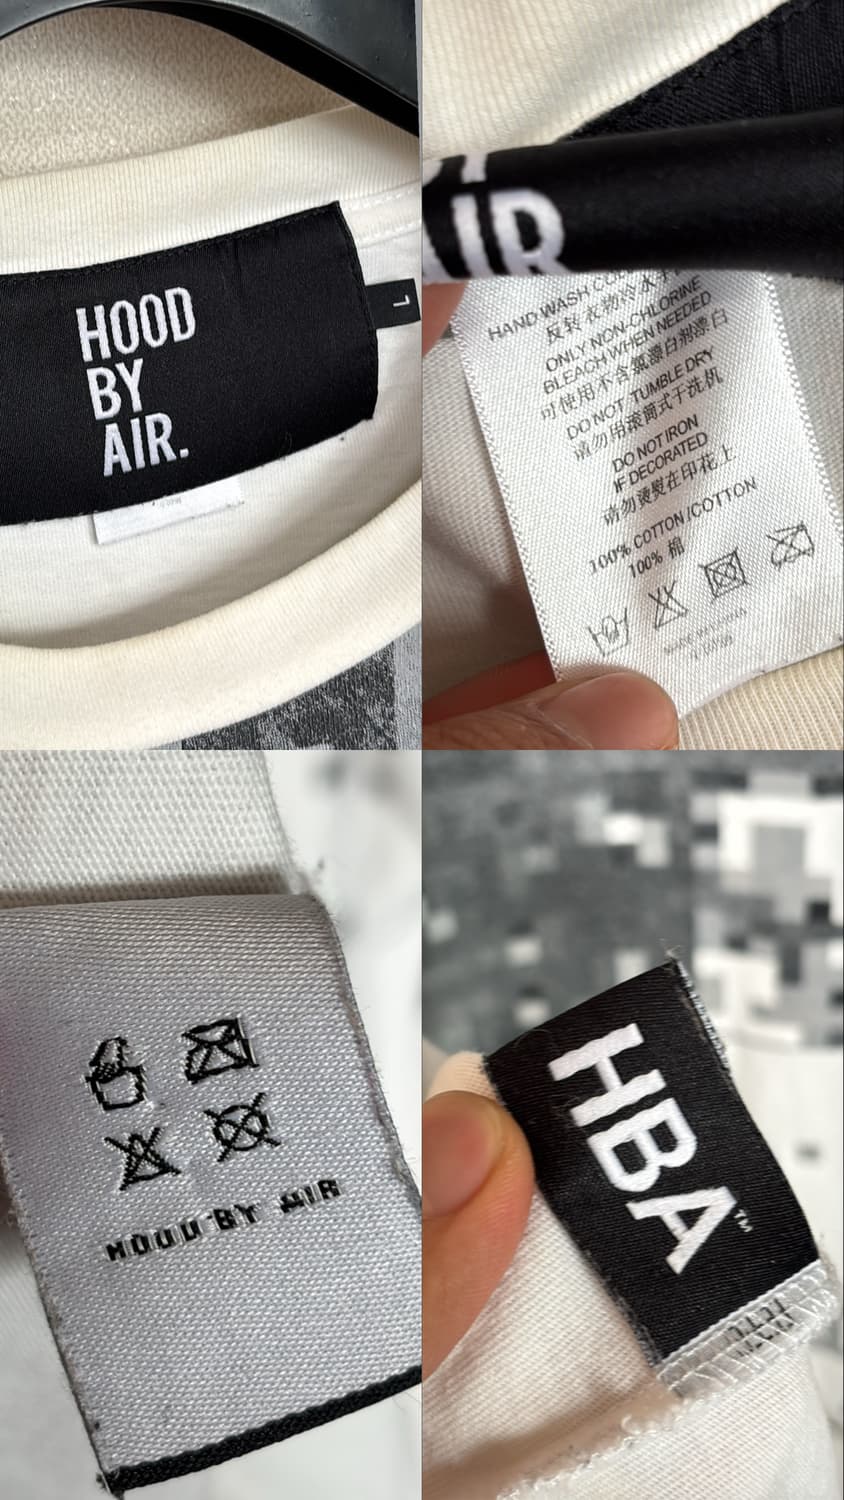 HOOD
BY
AIR.
L
AIR
HAND WASH
反转衣物冷水手
ONLY NON-CHLORINE
BLEACH WHEN NEEDED
可使用不含氯漂白剂漂白
DO NOT TUMBLE DRY
请勿用滚筒式干洗机
DO NOT IRON
IF DECORATED
请勿烫熨在印花上
100% COTTON/COTTON
100% 棉
HOOD BY AIR
HBA™